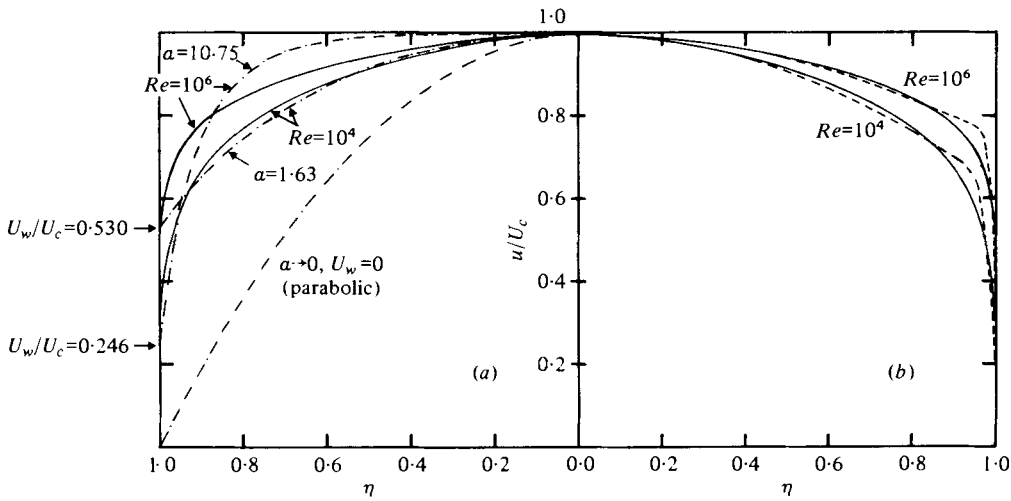 1·0
a=10·75
Re=10⁶
Re=10⁴
a=1·63
U_w/U_c=0·530
a→0, U_w=0
(parabolic)
U_w/U_c=0·246
(a)
Re=10⁶
Re=10⁴
0·8
0·6
u/U_c
0·4
0·2
(b)
1·0 0·8 0·6 0·4 0·2 0·0 0·2 0·4 0·6 0·8 1·0
η η